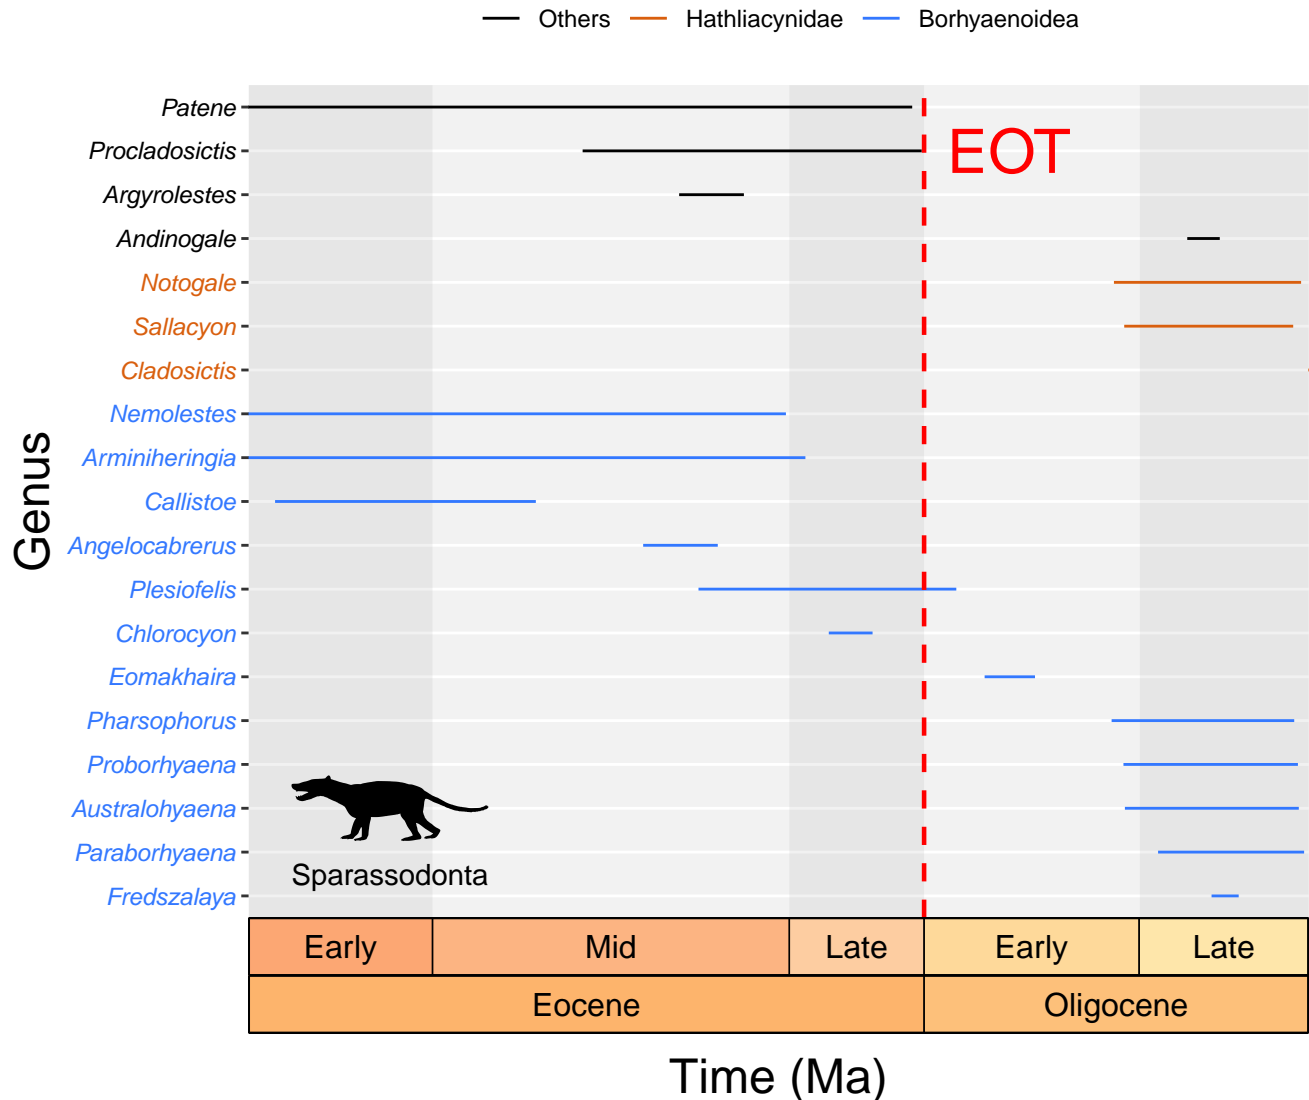 Others Hathliacynidae Borhyaenoidea
Patene
Procladosictis
EOT
Argyrolestes
Andinogale
Notogale
Sallacyon
Cladosictis
Nemolestes
Arminiheringia
Callistoe
Genus
Angelocabrerus
Plesiofelis
Chlorocyon
Eomakhaira
Pharsophorus
Proborhyaena
Australohyaena
Paraborhyaena
Sparassodonta
Fredszalaya
Early Mid Late Early Late
Eocene Oligocene
Time (Ma)